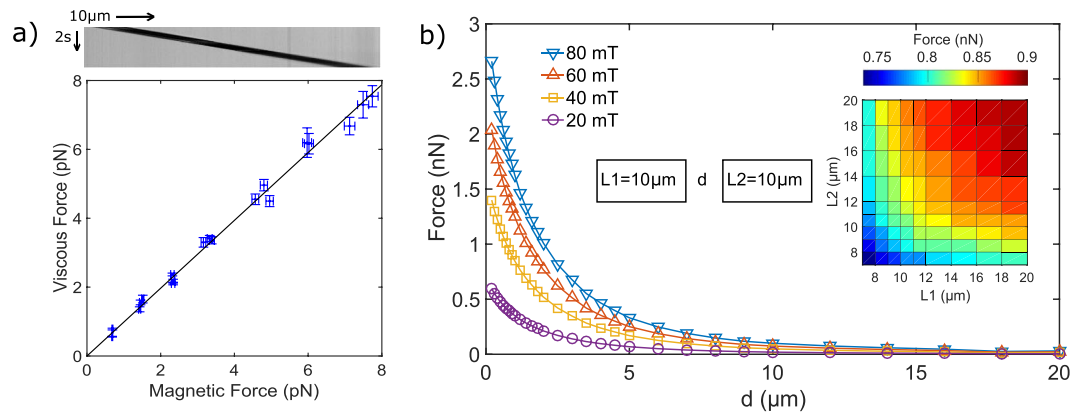 a)
10μm
2s
Viscous Force (pN)
8
6
4
2
0
0 2 4 6 8
Magnetic Force (pN)
b)
Force (nN)
3
2.5
2
1.5
1
0.5
0
0 5 10 15 20
d (μm)
80 mT
60 mT
40 mT
20 mT
L1=10μm d L2=10μm
Force (nN)
0.75 0.8 0.85 0.9
L2 (μm)
20
18
16
14
12
10
8
8 10 12 14 16 18 20
L1 (μm)